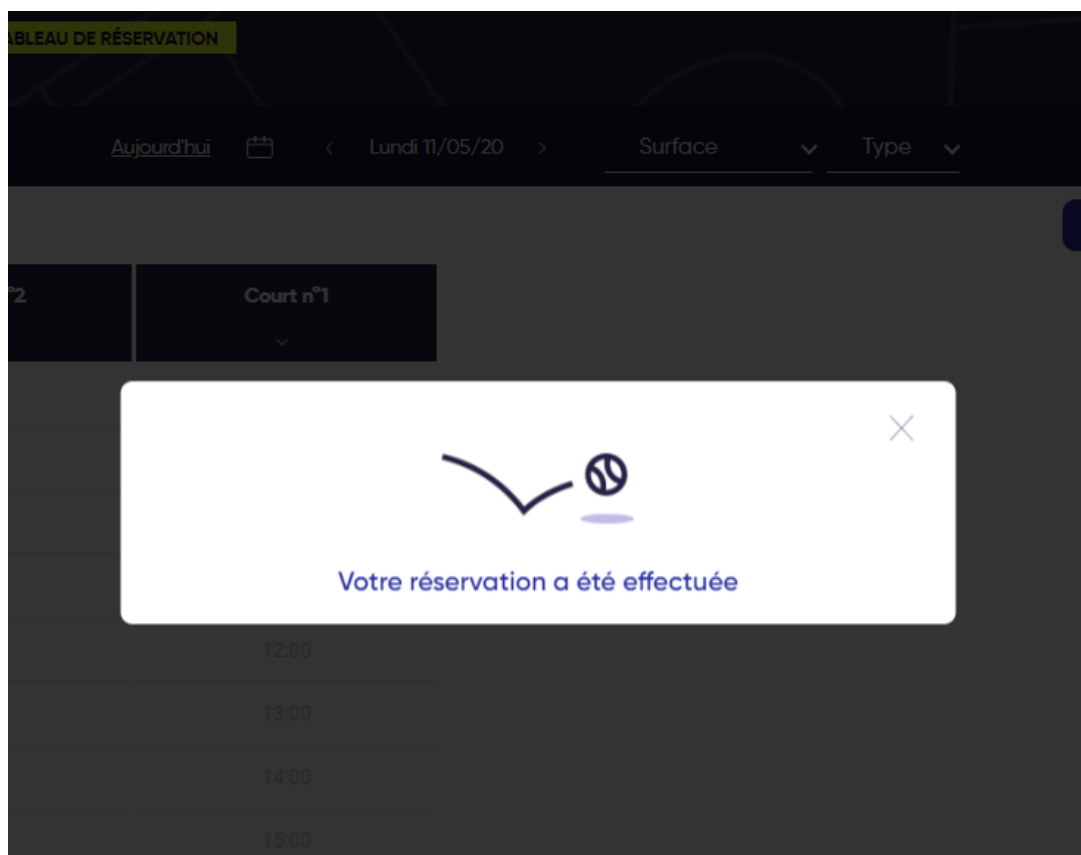 ABLEAU DE RÉSERVATION
Aujourd'hui < Lundi 11/05/20 > Surface Type
°2 Court n°1
Votre réservation a été effectuée
12:00
13:00
14:00
15:00